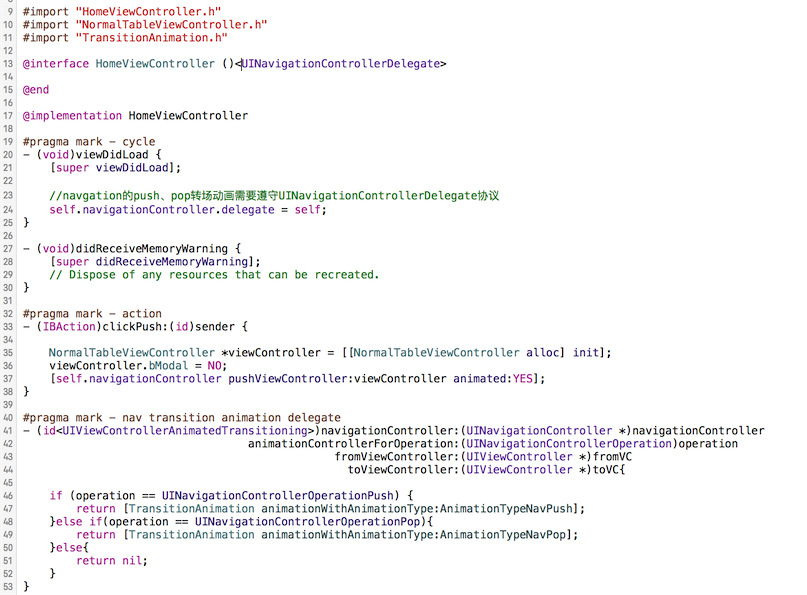 9 #import "HomeViewController.h"
10 #import "NormalTableViewController.h"
11 #import "TransitionAnimation.h"
12
13 @interface HomeViewController ()<UINavigationControllerDelegate>
14
15 @end
16
17 @implementation HomeViewController
18
19 #pragma mark - cycle
20 - (void)viewDidLoad {
21     [super viewDidLoad];
22
23     //navgation的push、pop转场动画需要遵守UINavigationControllerDelegate协议
24     self.navigationController.delegate = self;
25 }
26
27 - (void)didReceiveMemoryWarning {
28     [super didReceiveMemoryWarning];
29     // Dispose of any resources that can be recreated.
30 }
31
32 #pragma mark - action
33 - (IBAction)clickPush:(id)sender {
34
35     NormalTableViewController *viewController = [[NormalTableViewController alloc] init];
36     viewController.bModal = NO;
37     [self.navigationController pushViewController:viewController animated:YES];
38 }
39
40 #pragma mark - nav transition animation delegate
41 - (id<UIViewControllerAnimatedTransitioning>)navigationController:(UINavigationController *)navigationController
42                                   animationControllerForOperation:(UINavigationControllerOperation)operation
43                                                fromViewController:(UIViewController *)fromVC
44                                                  toViewController:(UIViewController *)toVC{
45
46     if (operation == UINavigationControllerOperationPush) {
47         return [TransitionAnimation animationWithAnimationType:AnimationTypeNavPush];
48     }else if(operation == UINavigationControllerOperationPop){
49         return [TransitionAnimation animationWithAnimationType:AnimationTypeNavPop];
50     }else{
51         return nil;
52     }
53 }